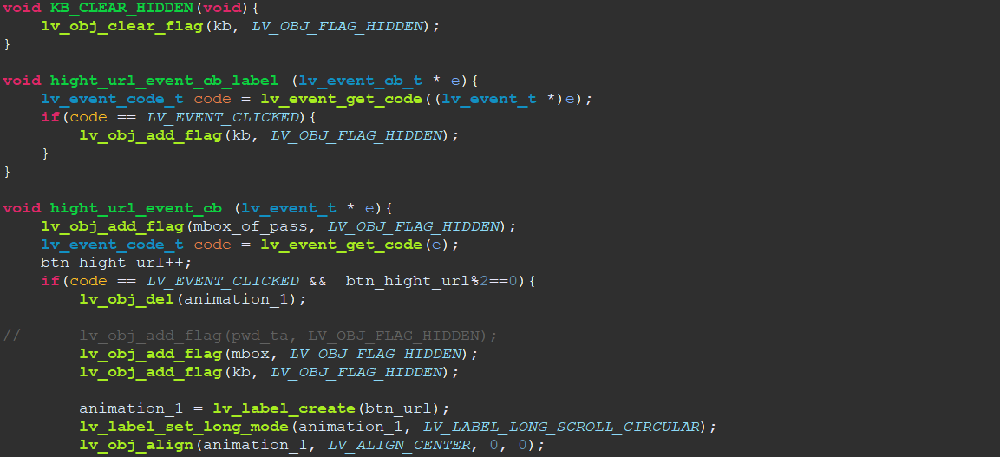 void KB_CLEAR_HIDDEN(void){
    lv_obj_clear_flag(kb, LV_OBJ_FLAG_HIDDEN);
}

void hight_url_event_cb_label (lv_event_cb_t * e){
    lv_event_code_t code = lv_event_get_code((lv_event_t *)e);
    if(code == LV_EVENT_CLICKED){
        lv_obj_add_flag(kb, LV_OBJ_FLAG_HIDDEN);
    }
}

void hight_url_event_cb (lv_event_t * e){
    lv_obj_add_flag(mbox_of_pass, LV_OBJ_FLAG_HIDDEN);
    lv_event_code_t code = lv_event_get_code(e);
    btn_hight_url++;
    if(code == LV_EVENT_CLICKED &&  btn_hight_url%2==0){
        lv_obj_del(animation_1);

//      lv_obj_add_flag(pwd_ta, LV_OBJ_FLAG_HIDDEN);
        lv_obj_add_flag(mbox, LV_OBJ_FLAG_HIDDEN);
        lv_obj_add_flag(kb, LV_OBJ_FLAG_HIDDEN);

        animation_1 = lv_label_create(btn_url);
        lv_label_set_long_mode(animation_1, LV_LABEL_LONG_SCROLL_CIRCULAR);
        lv_obj_align(animation_1, LV_ALIGN_CENTER, 0, 0);